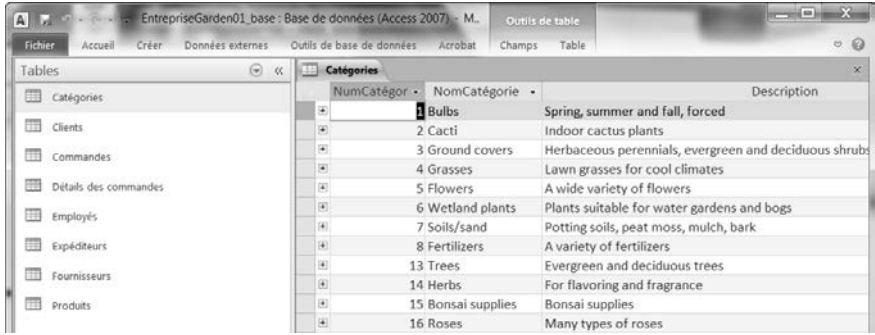 EntrepriseGarden01_base : Base de données (Access 2007) - M...
Outils de table
Fichier Accueil Créer Données externes Outils de base de données Acrobat Champs Table
Tables
Catégories
Clients
Commandes
Détails des commandes
Employés
Expéditeurs
Fournisseurs
Produits
Catégories
NumCatégor NomCatégorie Description
1 Bulbs Spring, summer and fall, forced
2 Cacti Indoor cactus plants
3 Ground covers Herbaceous perennials, evergreen and deciduous shrubs
4 Grasses Lawn grasses for cool climates
5 Flowers A wide variety of flowers
6 Wetland plants Plants suitable for water gardens and bogs
7 Soils/sand Potting soils, peat moss, mulch, bark
8 Fertilizers A variety of fertilizers
13 Trees Evergreen and deciduous trees
14 Herbs For flavoring and fragrance
15 Bonsai supplies Bonsai supplies
16 Roses Many types of roses